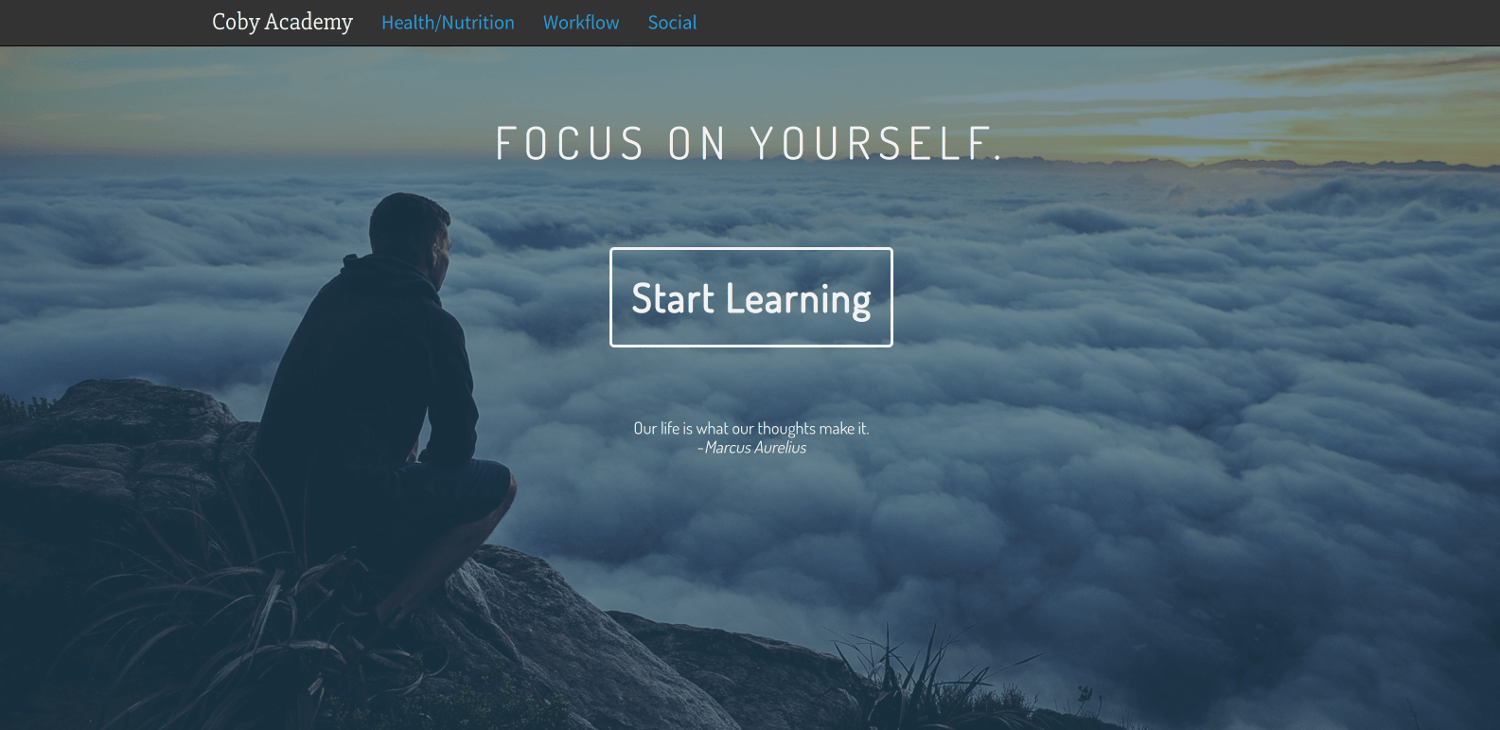 Coby Academy Health/Nutrition Workflow Social
FOCUS ON YOURSELF.
Start Learning
Our life is what our thoughts make it.
-Marcus Aurelius